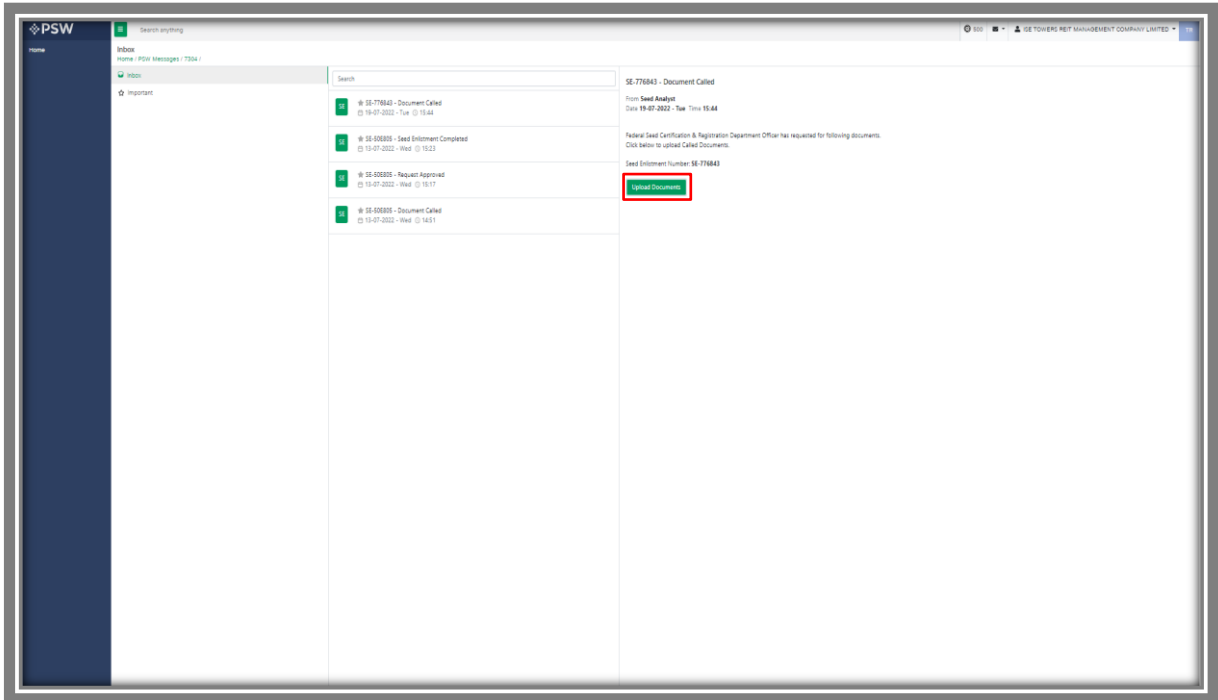 PSW
Search anything
500
ISE TOWERS REIT MANAGEMENT COMPANY LIMITED
TR
Home
Inbox
Home / PSW Messages / 7304 /
Inbox
Important
Search
SE
SE-776843 - Document Called
19-07-2022 - Tue 15:44
SE
SE-505805 - Seed Enlistment Completed
13-07-2022 - Wed 15:23
SE
SE-505805 - Request Approved
13-07-2022 - Wed 15:17
SE
SE-505805 - Document Called
13-07-2022 - Wed 14:51
SE-776843 - Document Called
From Seed Analyst
Date 19-07-2022 - Tue Time 15:44
Federal Seed Certification & Registration Department Officer has requested for following documents.
Click below to upload Called Documents.
Seed Enlistment Number: SE-776843
Upload Documents